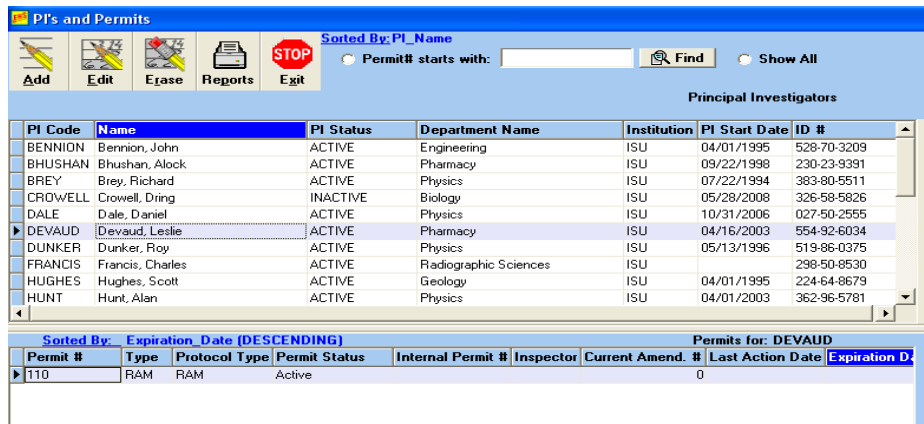 PI's and Permits
Sorted By: PI_Name
Permit# starts with: Find Show All
Add Edit Erase Reports STOP Exit
Principal Investigators
PI Code Name PI Status Department Name Institution PI Start Date ID #
BENNION Bennion, John ACTIVE Engineering ISU 04/01/1995 528-70-3209
BHUSHAN Bhushan, Alock ACTIVE Pharmacy ISU 09/22/1998 230-23-9391
BREY Brey, Richard ACTIVE Physics ISU 07/22/1994 383-80-5511
CROWELL Crowell, Dring INACTIVE Biology ISU 05/28/2008 326-58-5826
DALE Dale, Daniel ACTIVE Physics ISU 10/31/2006 027-50-2555
DEVAUD Devaud, Leslie ACTIVE Pharmacy ISU 04/16/2003 554-92-6034
DUNKER Dunker, Roy ACTIVE Physics ISU 05/13/1996 519-86-0375
FRANCIS Francis, Charles ACTIVE Radiographic Sciences ISU 298-50-8530
HUGHES Hughes, Scott ACTIVE Geology ISU 04/01/1995 224-64-8679
HUNT Hunt, Alan ACTIVE Physics ISU 04/01/2003 362-96-5781
Sorted By: Expiration_Date (DESCENDING) Permits for: DEVAUD
Permit # Type Protocol Type Permit Status Internal Permit # Inspector Current Amend. # Last Action Date Expiration Da
110 RAM RAM Active 0